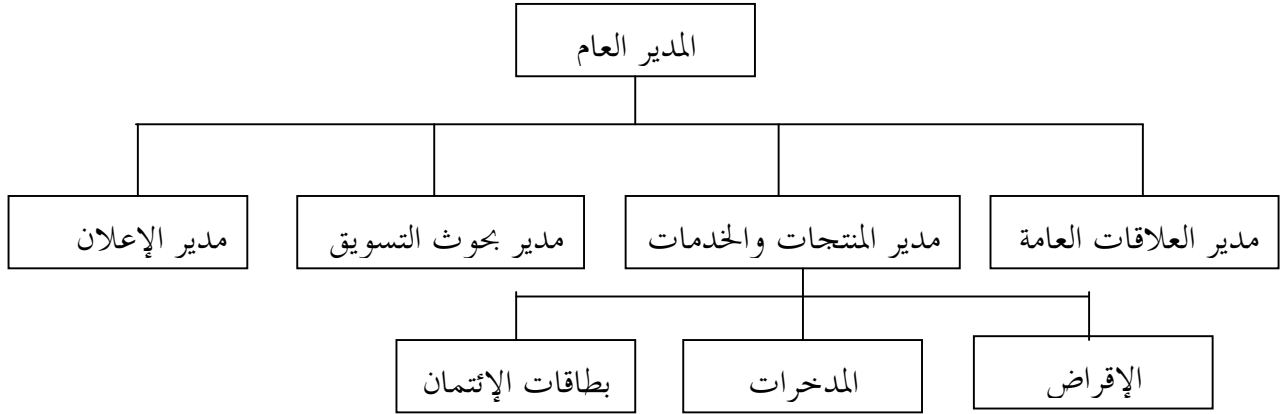 المدير العام
مدير العلاقات العامة
مدير المنتجات والخدمات
مدير بحوث التسويق
مدير الإعلان
الإقراض
المدخرات
بطاقات الإئتمان